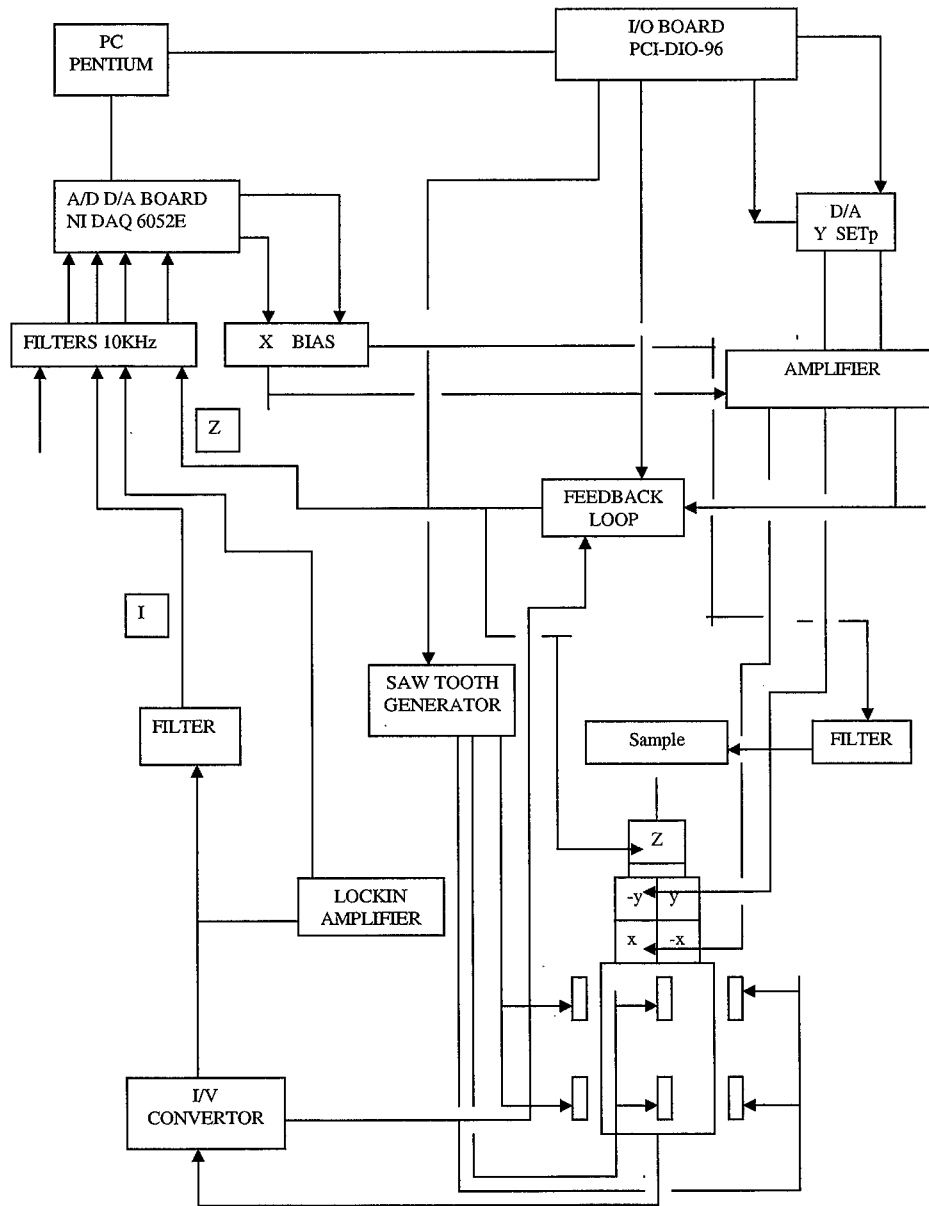 PC
PENTIUM
I/O BOARD
PCI-DIO-96
A/D D/A BOARD
NI DAQ 6052E
D/A
Y SETp
FILTERS 10KHz
X BIAS
AMPLIFIER
Z
FEEDBACK
LOOP
I
SAW TOOTH
GENERATOR
FILTER
Sample
FILTER
Z
LOCKIN
AMPLIFIER
-y y
x -x
I/V
CONVERTOR